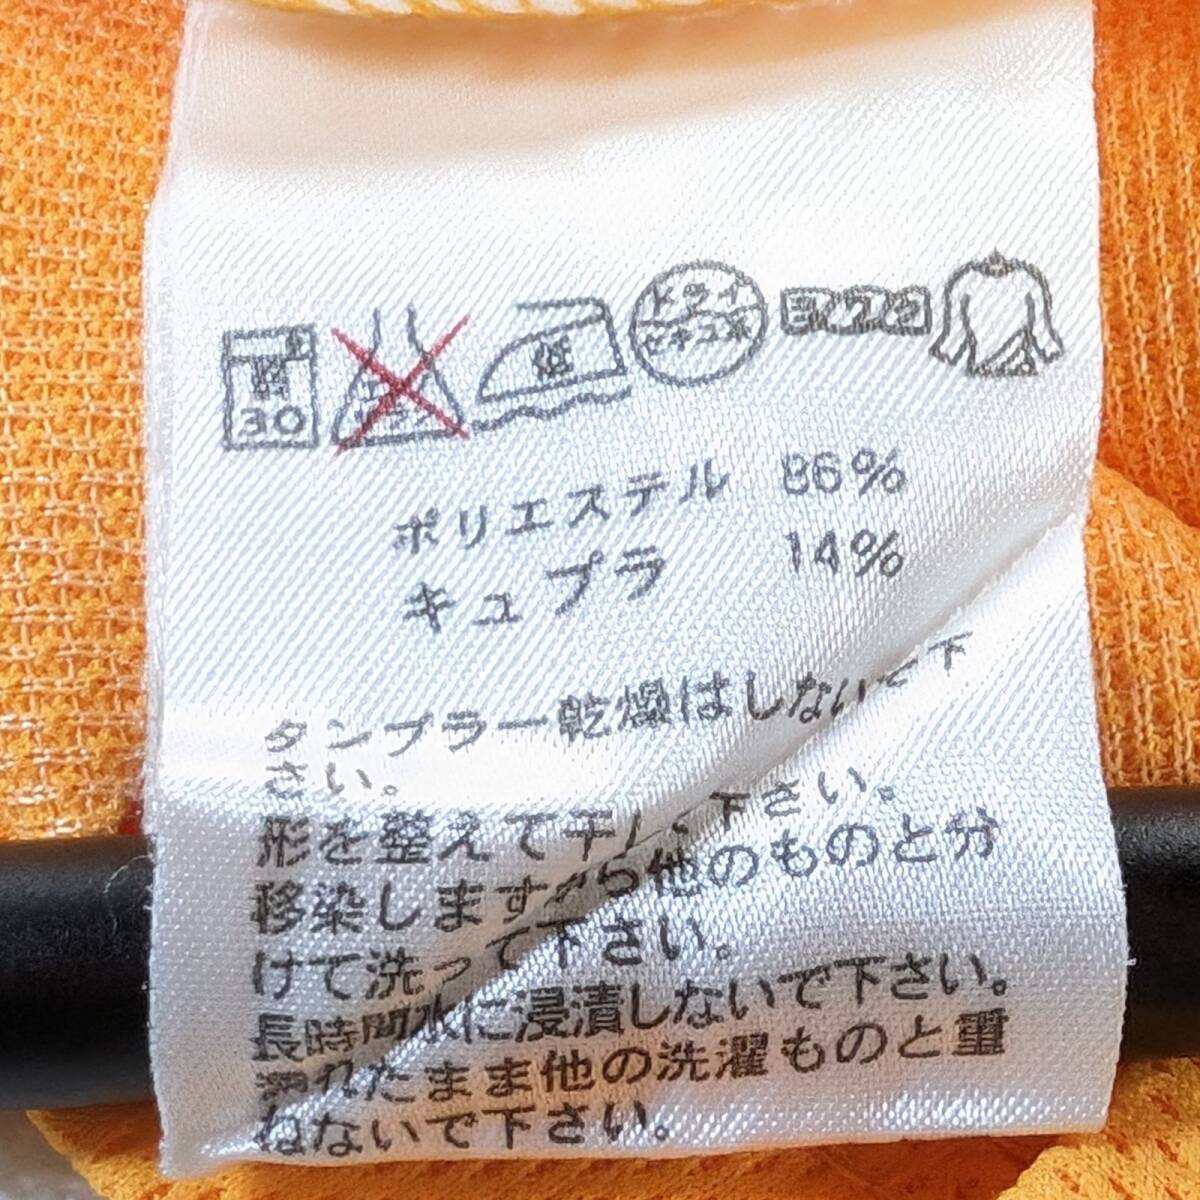 30
低
ドライ
セキユ系
ポリエステル 86%
キュプラ 14%
タンブラー乾燥はしないで下
さい。
形を整えて干し、下さい。
移染しますから他のものと分
けて洗って下さい。
長時間水に浸漬しないで下さい。
濡れたまま他の洗濯ものと重
ねないで下さい。